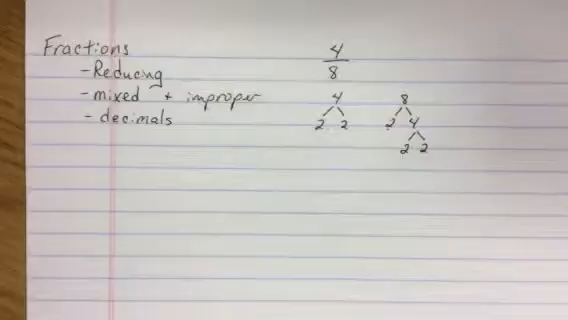 Fractions
- Reducing
- mixed + improper
- decimals
4
8
4 8
2 2 2 4
2 2